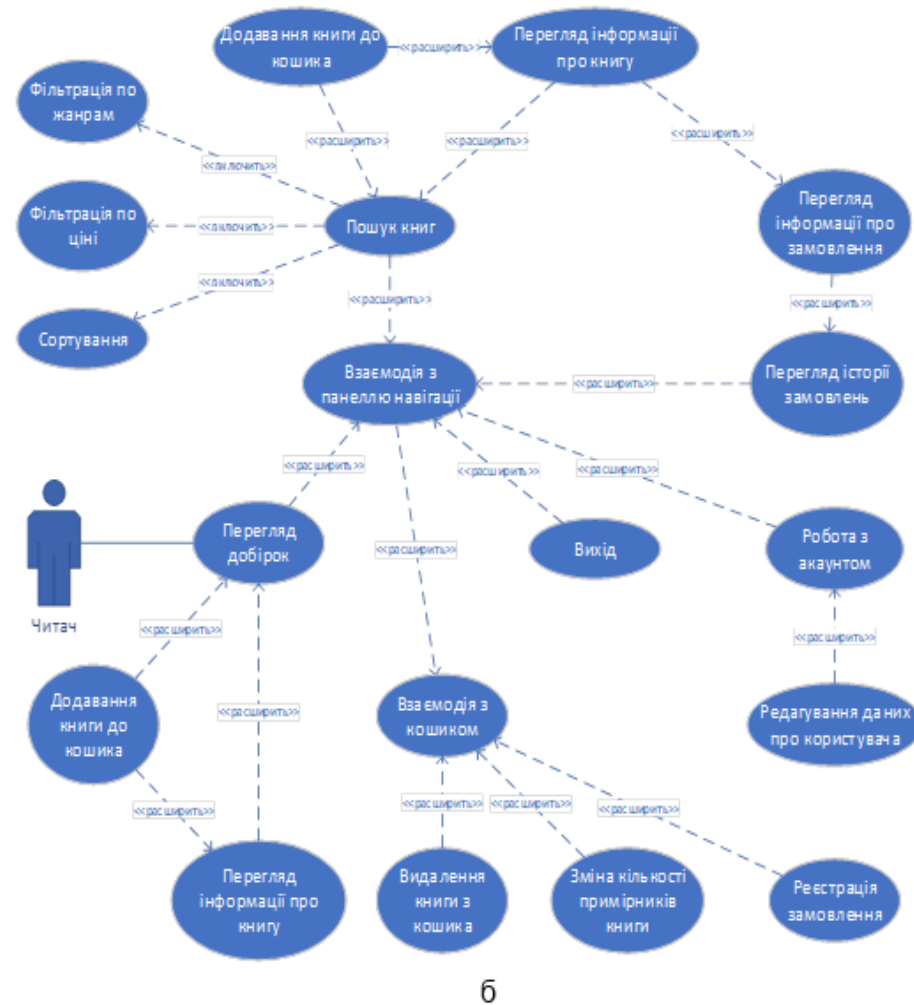 Додавання книги до
кошика
<<расширить>>
Перегляд інформації
про книгу
Фільтрація по
жанрам
<<расширить>>
<<расширить>>
<<расширить>>
<<включить>>
Фільтрація по
ціні
<<включить>>
Пошук книг
Перегляд
інформації про
замовлення
<<включить>>
<<расширить>>
<<расширить>>
Сортування
Взаємодія з
панеллю навігації
<<расширить>>
Перегляд історії
замовлень
<<расширить>>
<<расширить>>
<<расширить>>
Перегляд
добірок
<<расширить>>
Вихід
Робота з
акаунтом
Читач
<<расширить>>
<<расширить>>
Додавання
книги до
кошика
<<расширить>>
Взаємодія з
кошиком
Редагування даних
про користувача
<<расширить>>
<<расширить>>
<<расширить>>
<<расширить>>
Перегляд
інформації про
книгу
Видалення
книги з
кошика
Зміна кількості
примірників
книги
Реєстрація
замовлення
б